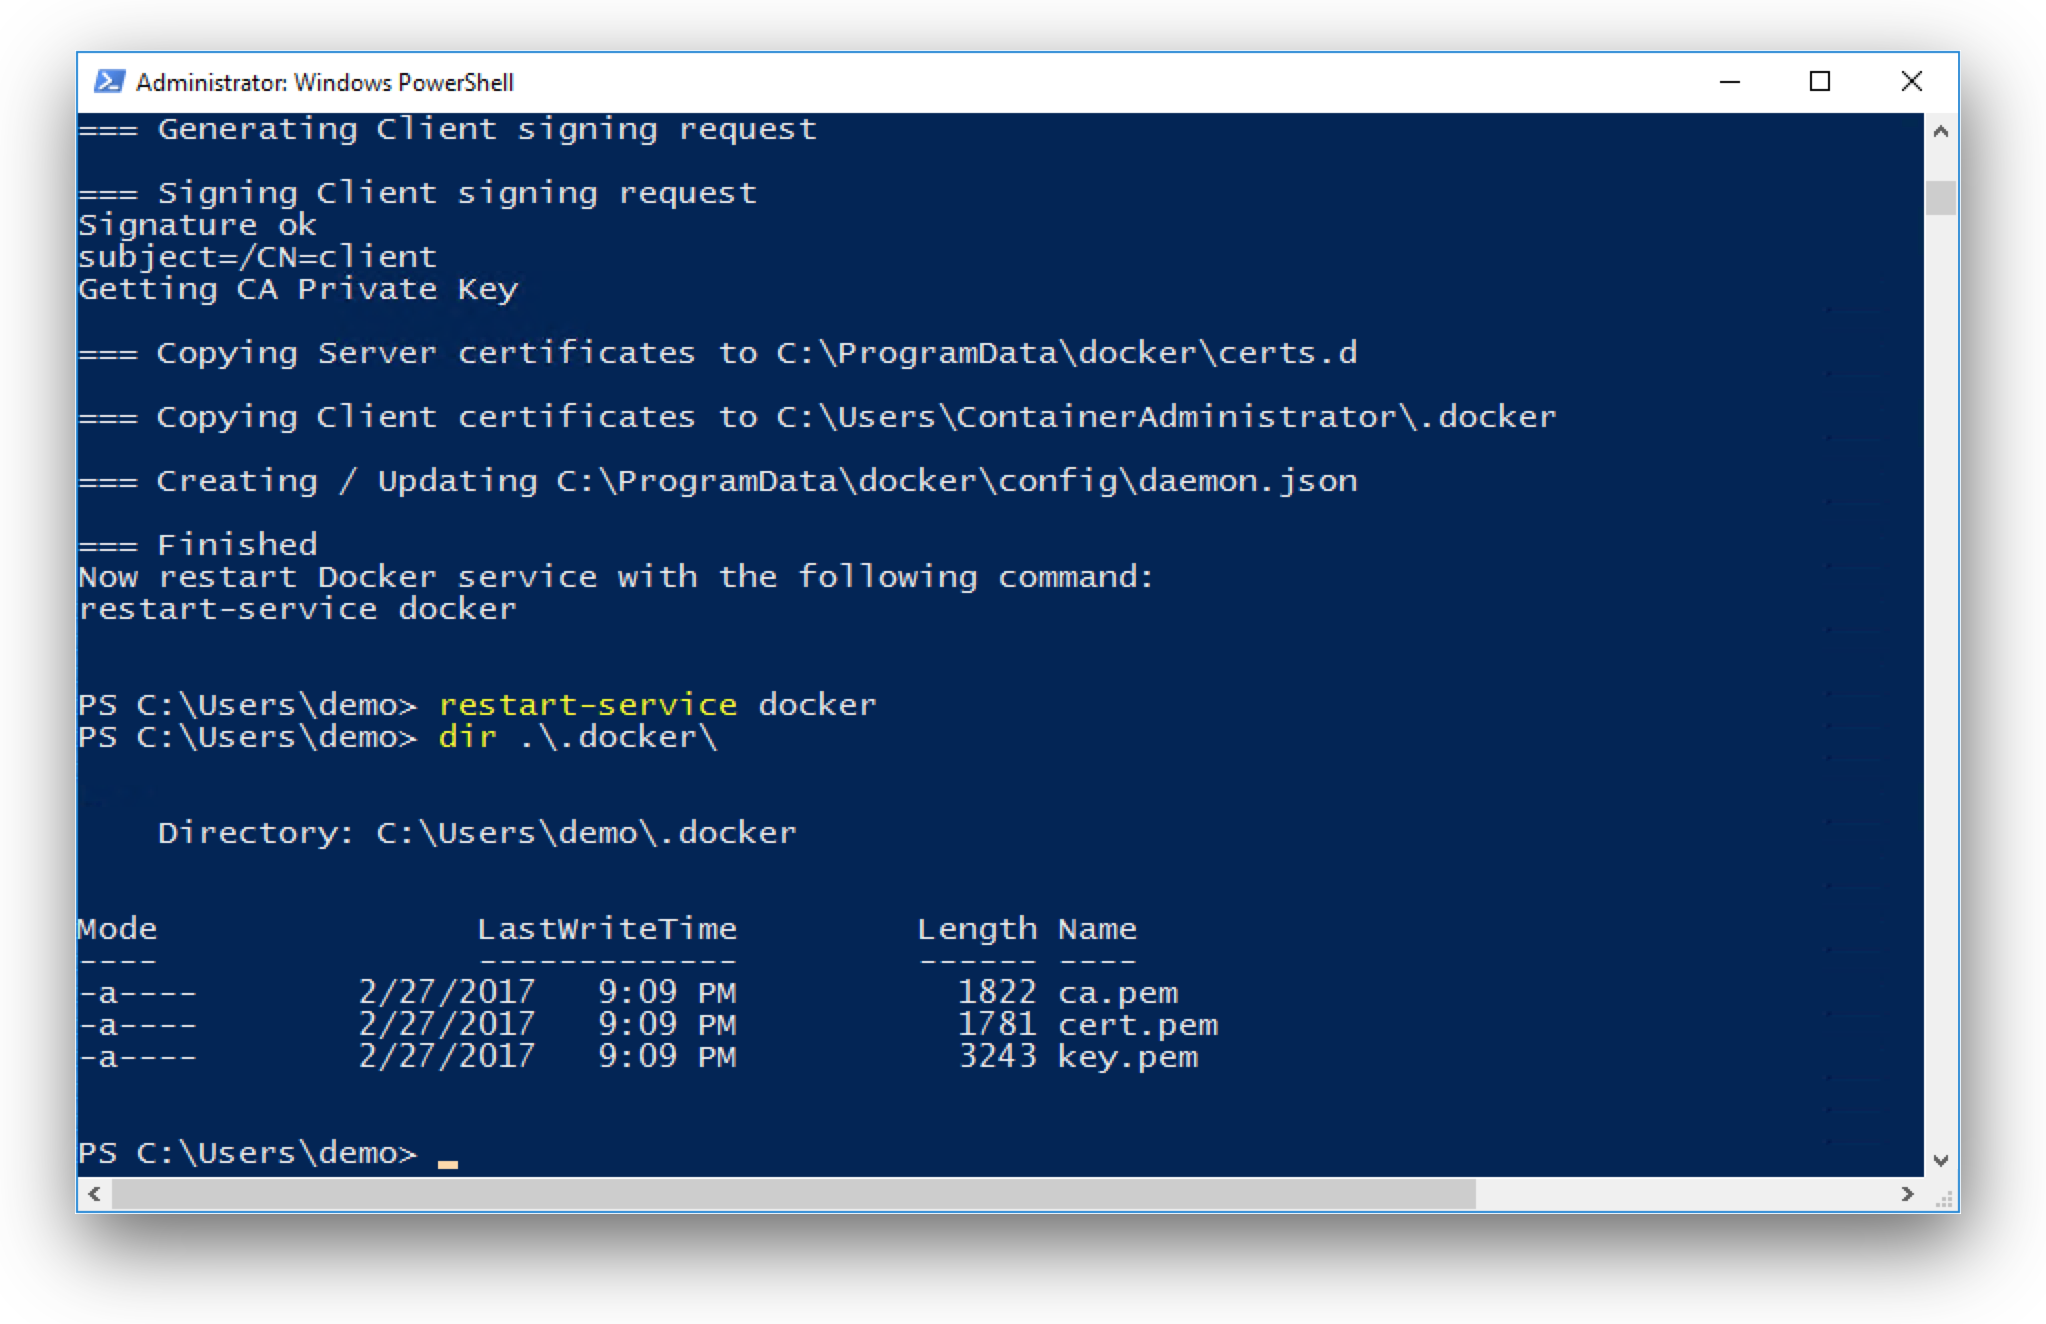 Administrator: Windows PowerShell
=== Generating Client signing request
=== Signing Client signing request
Signature ok
subject=/CN=client
Getting CA Private Key
=== Copying Server certificates to C:\ProgramData\docker\certs.d
=== Copying Client certificates to C:\Users\ContainerAdministrator\.docker
=== Creating / Updating C:\ProgramData\docker\config\daemon.json
=== Finished
Now restart Docker service with the following command:
restart-service docker
PS C:\Users\demo> restart-service docker
PS C:\Users\demo> dir .\.docker\
    Directory: C:\Users\demo\.docker
Mode                LastWriteTime         Length Name
----                -------------         ------ ----
-a----        2/27/2017   9:09 PM           1822 ca.pem
-a----        2/27/2017   9:09 PM           1781 cert.pem
-a----        2/27/2017   9:09 PM           3243 key.pem
PS C:\Users\demo> _